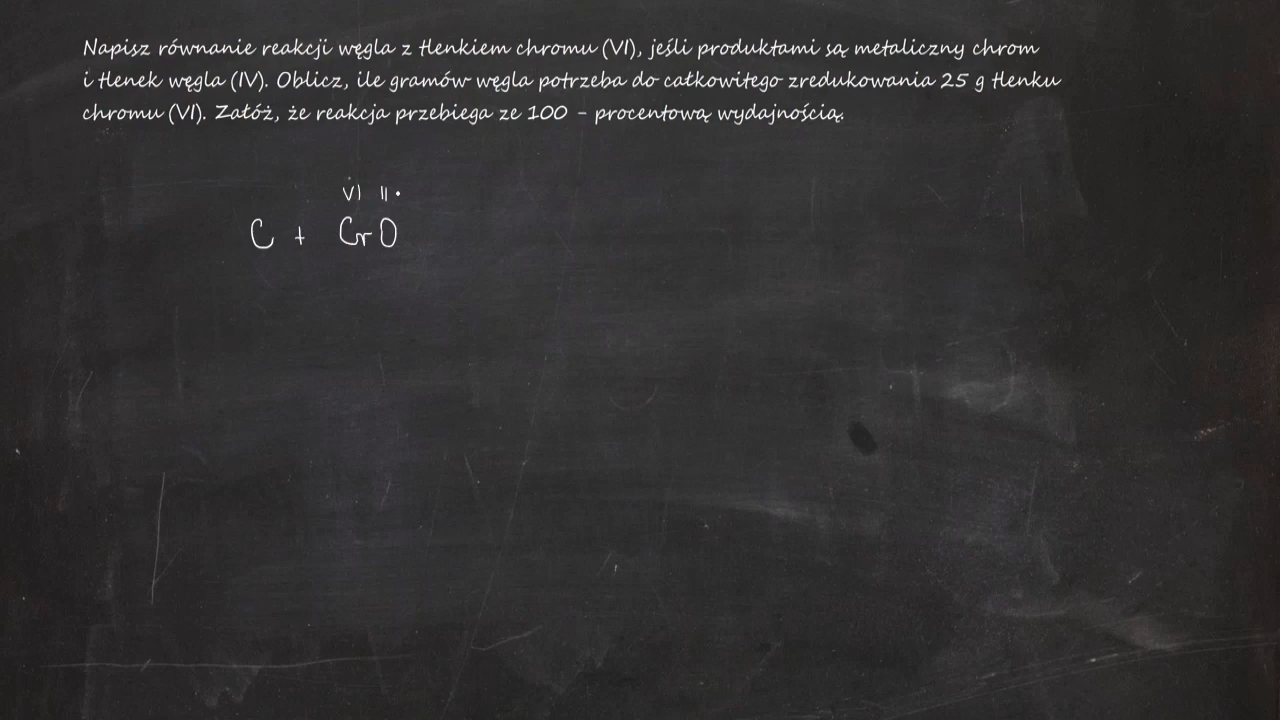 Napisz równanie reakcji węgla z tlenkiem chromu (VI), jeśli produktami są metaliczny chrom
i tlenek węgla (IV). Oblicz, ile gramów węgla potrzeba do całkowitego zredukowania 25 g tlenku
chromu (VI). Załóż, że reakcja przebiega ze 100 - procentową wydajnością.
VI II
C + CrO